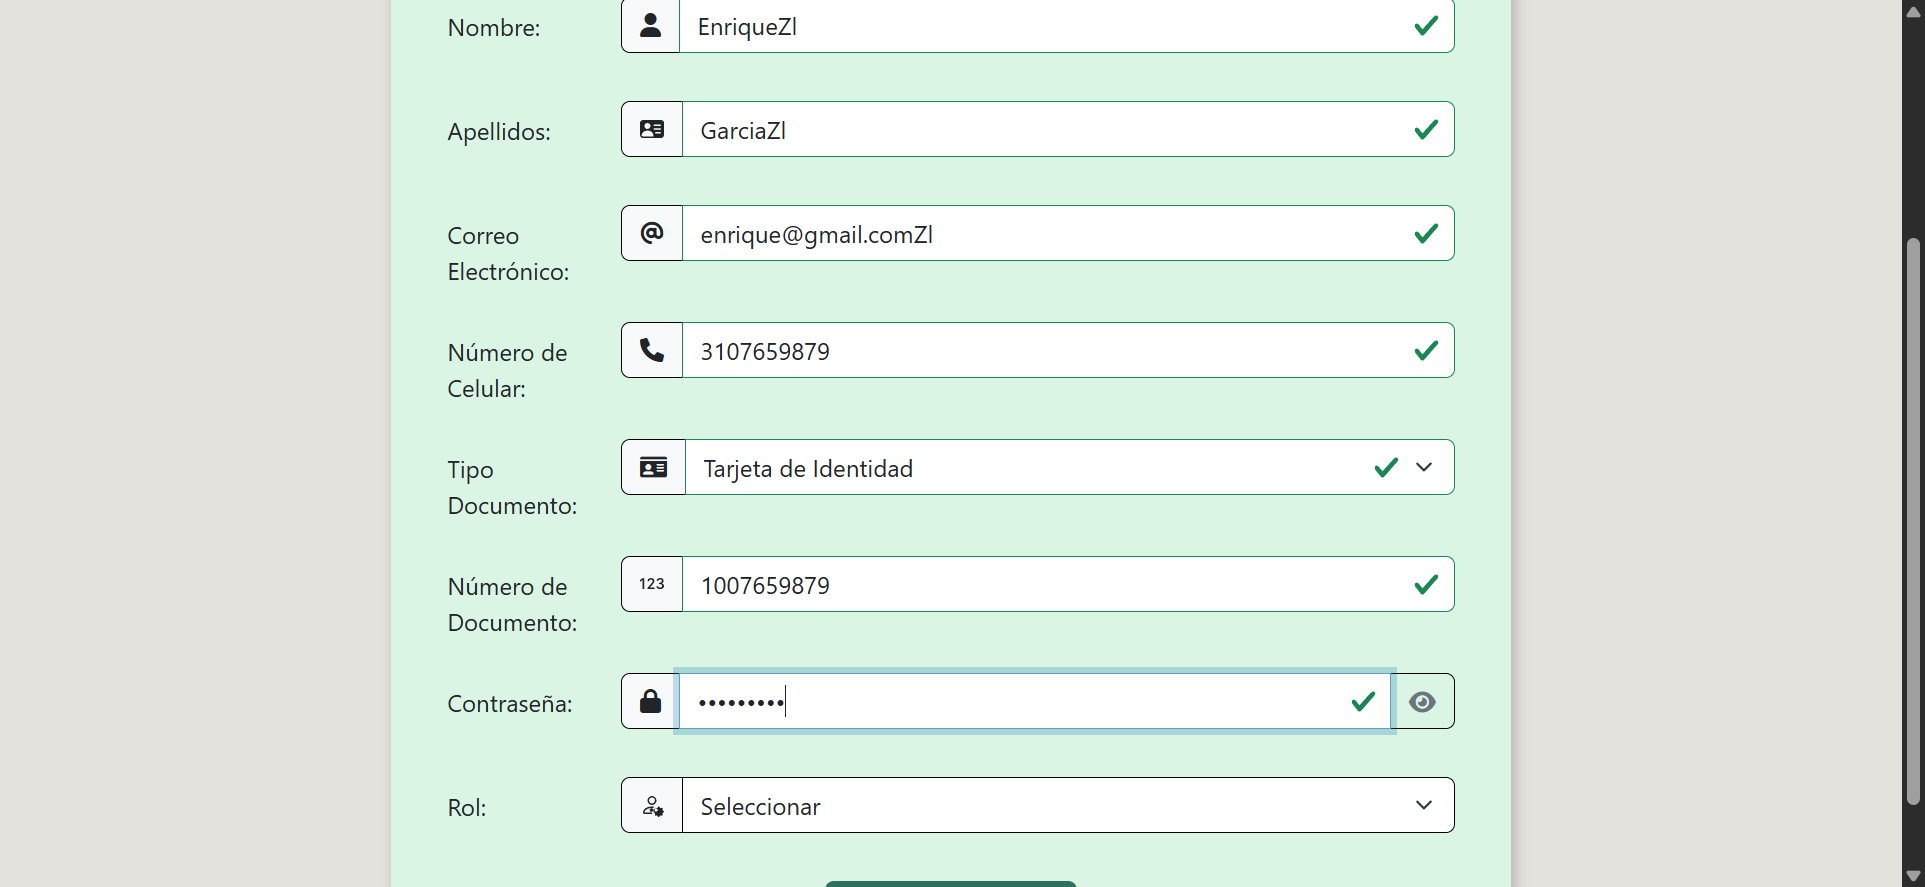 Nombre: EnriqueZl
Apellidos: GarciaZl
Correo
Electrónico: enrique@gmail.comZl
Número de
Celular: 3107659879
Tipo
Documento: Tarjeta de Identidad
Número de
Documento: 123 1007659879
Contraseña: •••••••••
Rol: Seleccionar